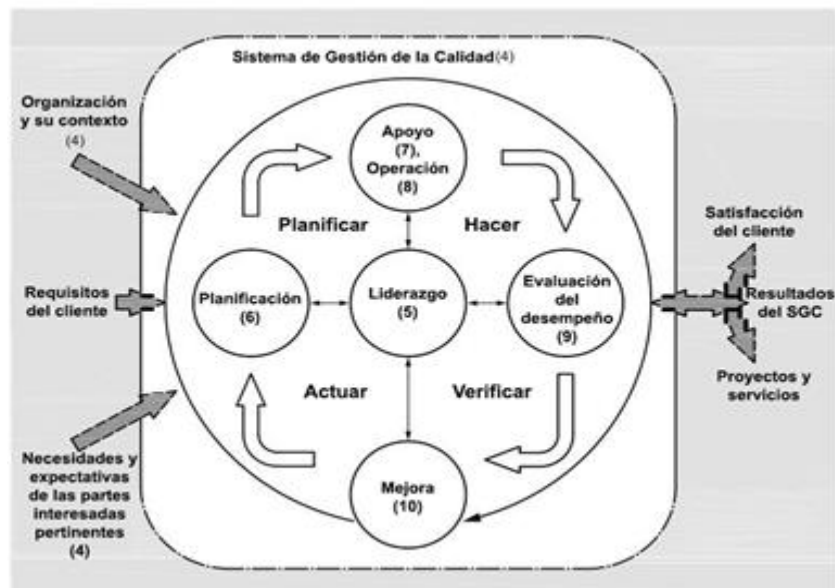 Sistema de Gestión de la Calidad(4)
Organización
y su contexto
(4)
Apoyo
(7),
Operación
(8)
Planificar
Hacer
Satisfacción
del cliente
Requisitos
del cliente
Planificación
(6)
Liderazgo
(5)
Evaluación
del
desempeño
(9)
Resultados
del SGC
Actuar
Verificar
Proyectos y
servicios
Necesidades y
expectativas
de las partes
interesadas
pertinentes
(4)
Mejora
(10)